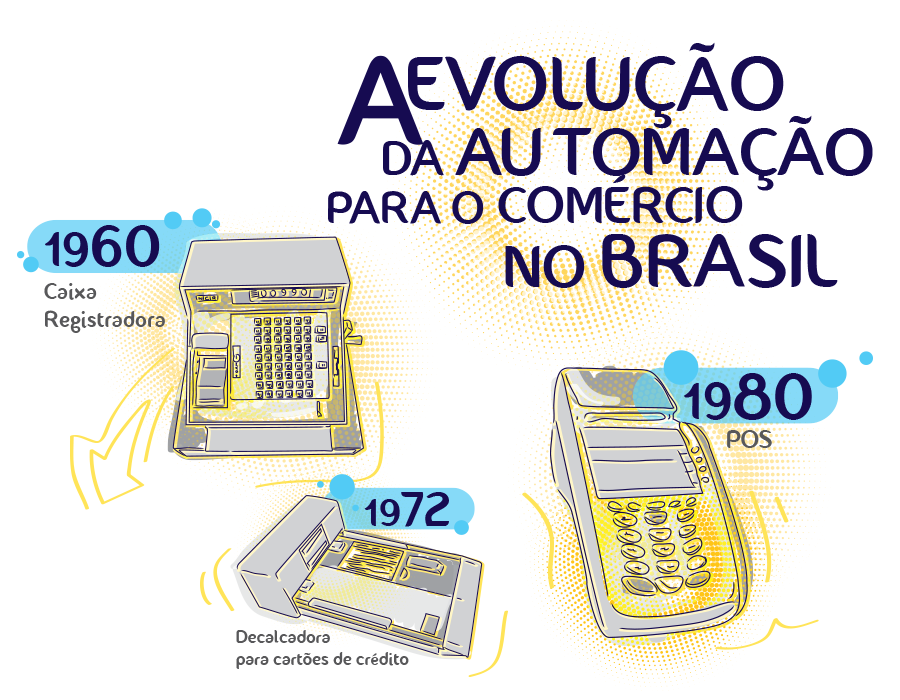 A EVOLUÇÃO
DA AUTOMAÇÃO
PARA O COMÉRCIO
NO BRASIL
1960
Caixa
Registradora
1980
POS
1972
Decalcadora
para cartões de crédito